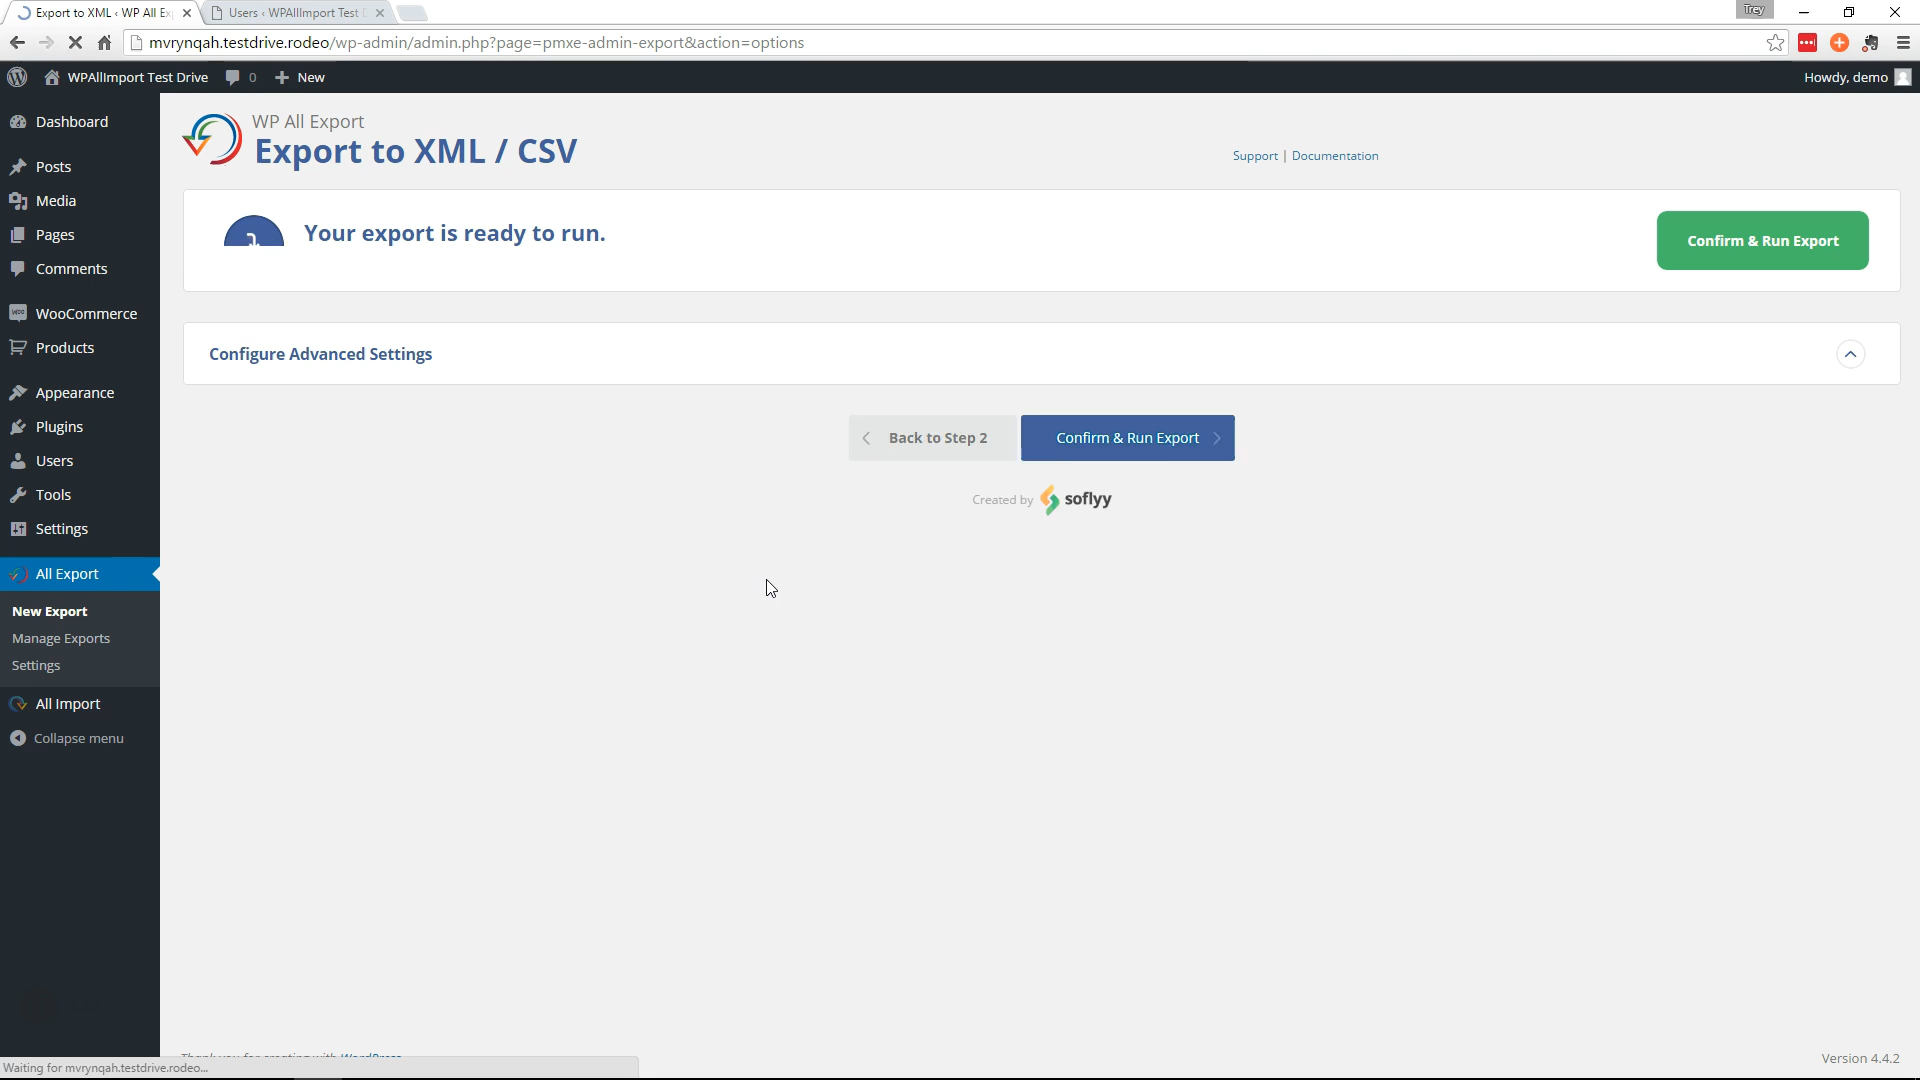 Export to XML ‹ WP All Ex
Users ‹ WPAllImport Test D
Trey
mvrynqah.testdrive.rodeo/wp-admin/admin.php?page=pmxe-admin-export&action=options
WPAllImport Test Drive
0
New
Howdy, demo
Dashboard
Posts
Media
Pages
Comments
WooCommerce
Products
Appearance
Plugins
Users
Tools
Settings
All Export
New Export
Manage Exports
Settings
All Import
Collapse menu
WP All Export
Export to XML / CSV
Support | Documentation
Your export is ready to run.
Confirm & Run Export
Configure Advanced Settings
Back to Step 2
Confirm & Run Export
Created by soflyy
Thank you for creating with WordPress
Version 4.4.2
Waiting for mvrynqah.testdrive.rodeo...